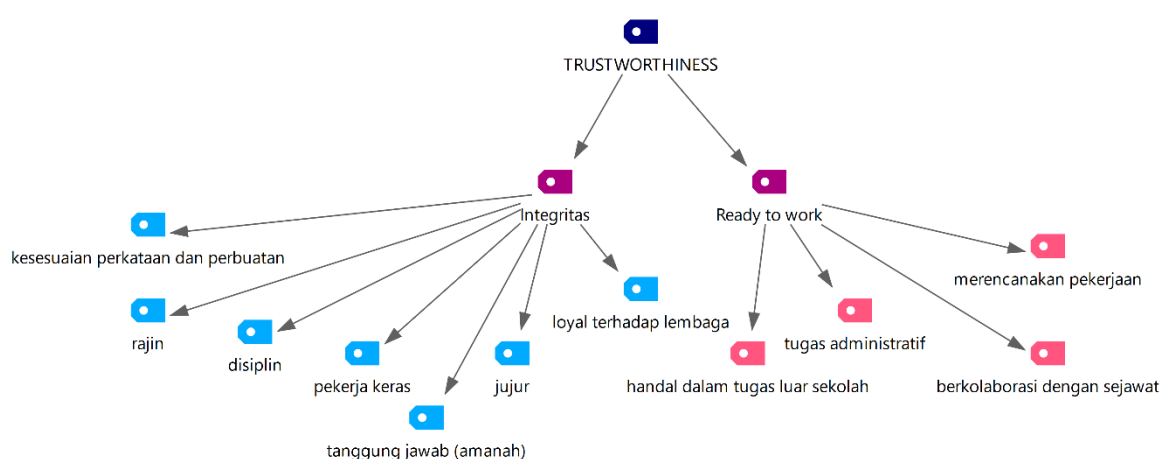 TRUSTWORTHINESS
Integritas
Ready to work
kesesuaian perkataan dan perbuatan
merencanakan pekerjaan
loyal terhadap lembaga
rajin
tugas administratif
disiplin
pekerja keras
jujur
handal dalam tugas luar sekolah
berkolaborasi dengan sejawat
tanggung jawab (amanah)